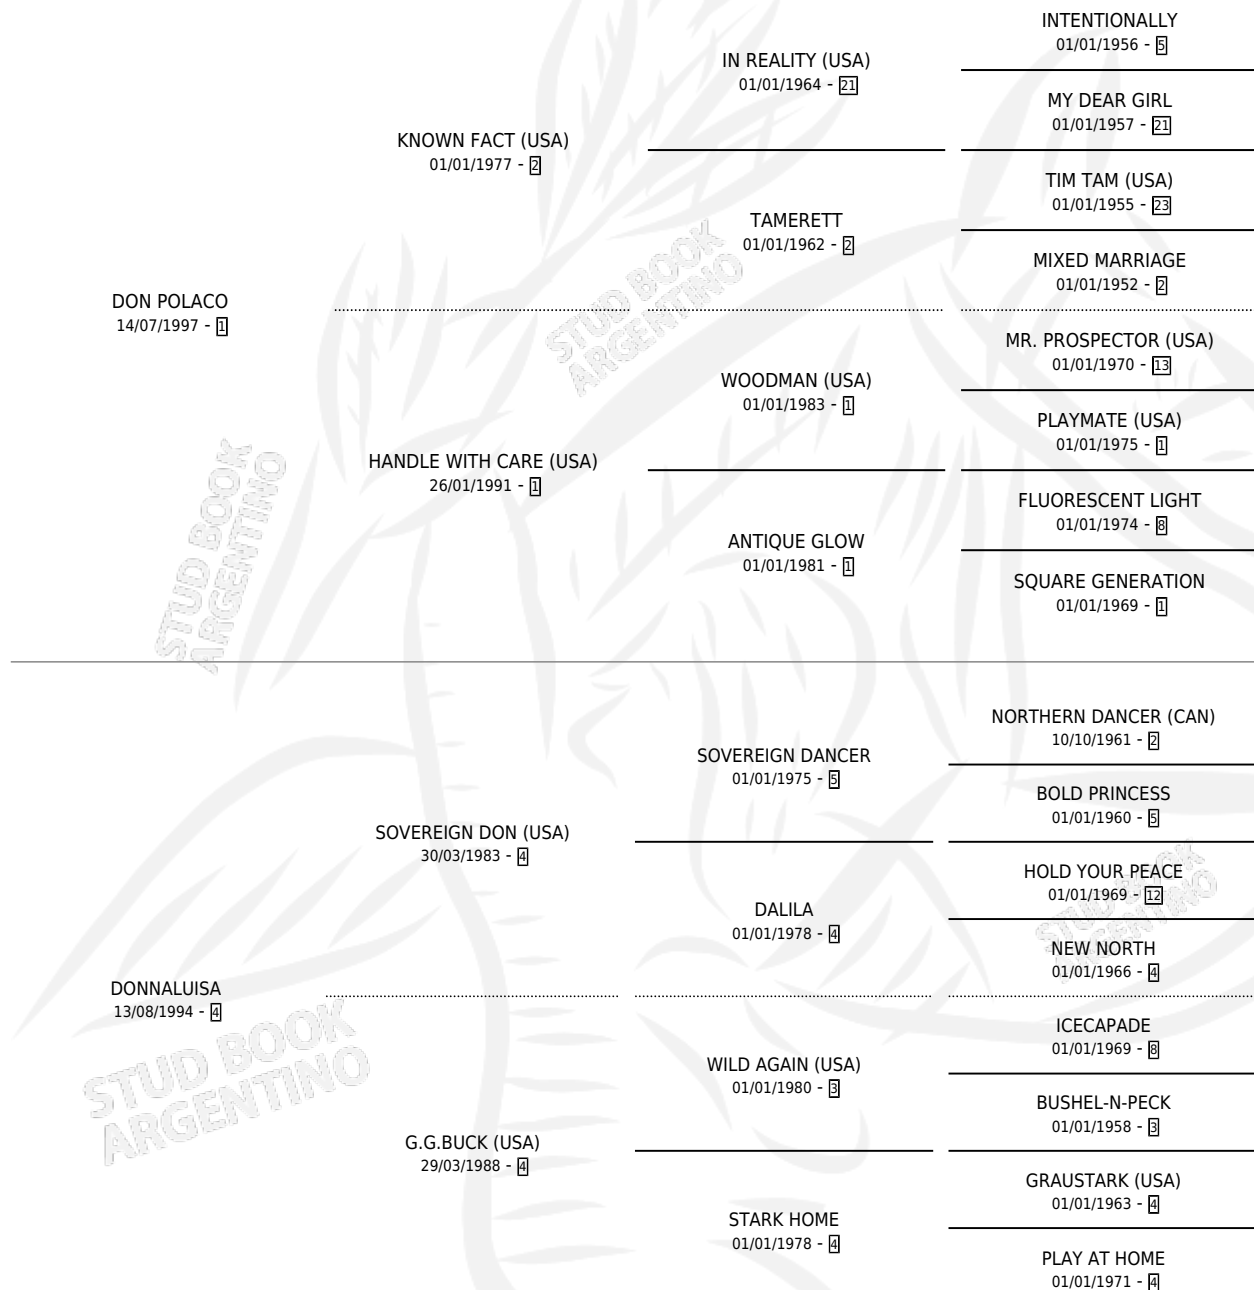 INTENTIONALLY
01/01/1956 - 5
IN REALITY (USA)
01/01/1964 - 21
MY DEAR GIRL
01/01/1957 - 21
KNOWN FACT (USA)
01/01/1977 - 2
TIM TAM (USA)
01/01/1955 - 23
TAMERETT
01/01/1962 - 2
MIXED MARRIAGE
01/01/1952 - 2
DON POLACO
14/07/1997 - 1
MR. PROSPECTOR (USA)
01/01/1970 - 13
WOODMAN (USA)
01/01/1983 - 1
PLAYMATE (USA)
01/01/1975 - 1
HANDLE WITH CARE (USA)
26/01/1991 - 1
FLUORESCENT LIGHT
01/01/1974 - 8
ANTIQUE GLOW
01/01/1981 - 1
SQUARE GENERATION
01/01/1969 - 1
NORTHERN DANCER (CAN)
10/10/1961 - 2
SOVEREIGN DANCER
01/01/1975 - 5
BOLD PRINCESS
01/01/1960 - 5
SOVEREIGN DON (USA)
30/03/1983 - 4
HOLD YOUR PEACE
01/01/1969 - 12
DALILA
01/01/1978 - 4
NEW NORTH
01/01/1966 - 4
DONNALUISA
13/08/1994 - 4
ICECAPADE
01/01/1969 - 8
WILD AGAIN (USA)
01/01/1980 - 3
BUSHEL-N-PECK
01/01/1958 - 3
G.G.BUCK (USA)
29/03/1988 - 4
GRAUSTARK (USA)
01/01/1963 - 4
STARK HOME
01/01/1978 - 4
PLAY AT HOME
01/01/1971 - 4
STUD BOOK
ARGENTINO
STUD BOOK
ARGENTINO
STUD BOOK
ARGENTINO
STUD BOOK
ARGENTINO